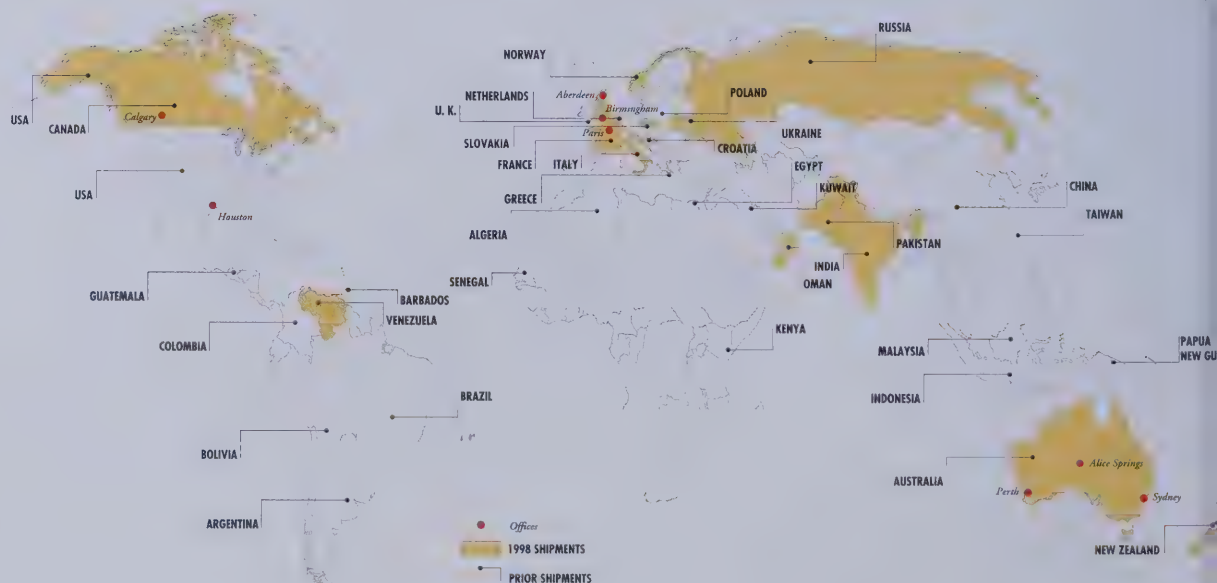 RUSSIA
NORWAY
Aberdeen
NETHERLANDS
Birmingham
POLAND
U. K.
USA
CANADA
Calgary
SLOVAKIA
Paris
UKRAINE
CROATIA
FRANCE
ITALY
EGYPT
USA
KUWAIT
CHINA
GREECE
Houston
TAIWAN
ALGERIA
PAKISTAN
INDIA
SENEGAL
OMAN
GUATEMALA
BARBADOS
VENEZUELA
KENYA
COLOMBIA
MALAYSIA
PAPUA
NEW GU
INDONESIA
BRAZIL
BOLIVIA
Alice Springs
AUSTRALIA
Perth
Sydney
ARGENTINA
Offices
1998 SHIPMENTS
NEW ZEALAND
PRIOR SHIPMENTS